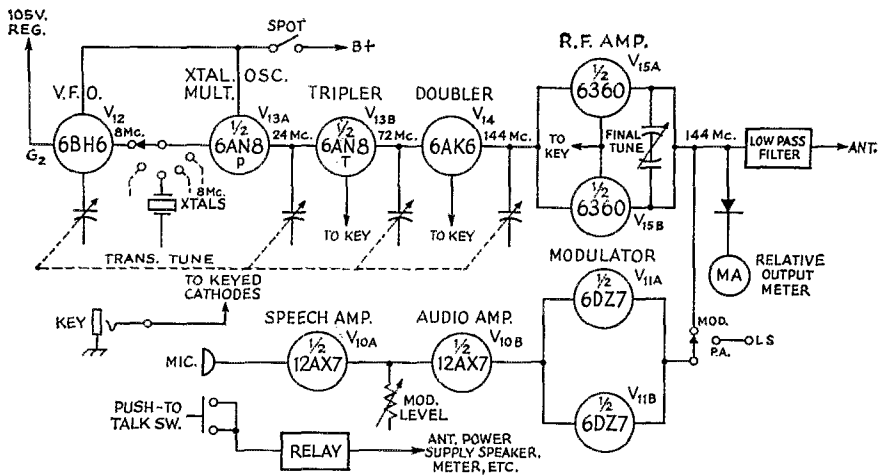 105V.
REG.
SPOT
B+
R.F. AMP.
V.F.O.
XTAL. OSC.
MULT.
TRIPLER
DOUBLER
V12
V13A
V13B
V14
½
6360
V15A
6BH6
8Mc.
½
6AN8
P
24 Mc.
½
6AN8
T
72 Mc.
6AK6
144 Mc.
TO
KEY
FINAL
TUNE
144 Mc.
LOW PASS
FILTER
ANT.
G2
8Mc.
XTALS
TO KEY
TO KEY
½
6360
V15B
TRANS. TUNE
MODULATOR
MA
RELATIVE
OUTPUT
METER
TO KEYED
CATHODES
V11A
½
6DZ7
KEY
SPEECH AMP.
AUDIO AMP.
MOD.
P.A.
LS
MIC.
½
12AX7
V10A
½
12AX7
V10B
MOD.
LEVEL
V11B
½
6DZ7
PUSH-TO
TALK SW.
RELAY
ANT. POWER
SUPPLY SPEAKER,
METER, ETC.